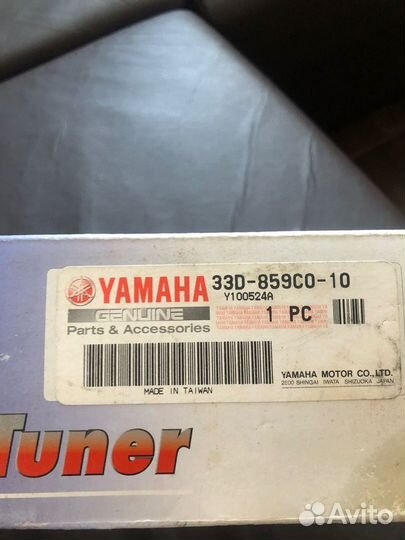 YAMAHA 33D-859C0-10
Y100524A
GENUINE
1 PC
Parts & Accessories
MADE IN TAIWAN
YAMAHA MOTOR CO.,LTD.
2500 SHINGAI IWATA SHIZUOKA JAPAN
Tuner
Avito